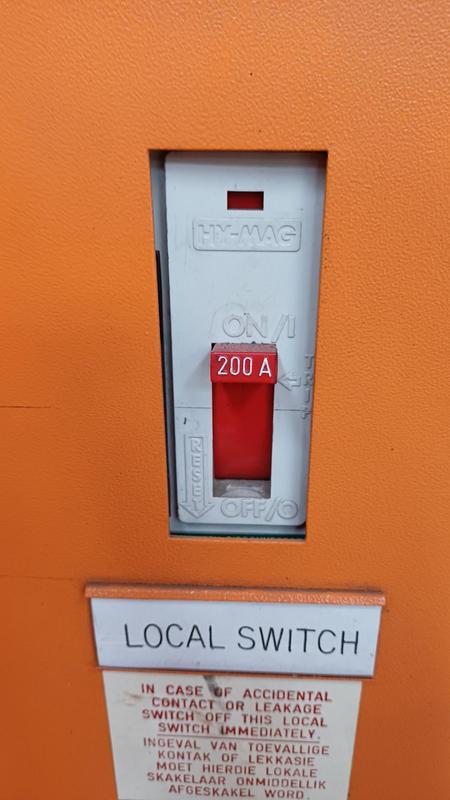 HY-MAG
ON/I
200 A
TRIP
RESET
OFF/O
LOCAL SWITCH
IN CASE OF ACCIDENTAL
CONTACT OR LEAKAGE
SWITCH OFF THIS LOCAL
SWITCH IMMEDIATELY.
INGEVAL VAN TOEVALLIGE
KONTAK OF LEKKASIE
MOET HIERDIE LOKALE
SKAKELAAR ONMIDDELLIK
AFGESKAKEL WORD.